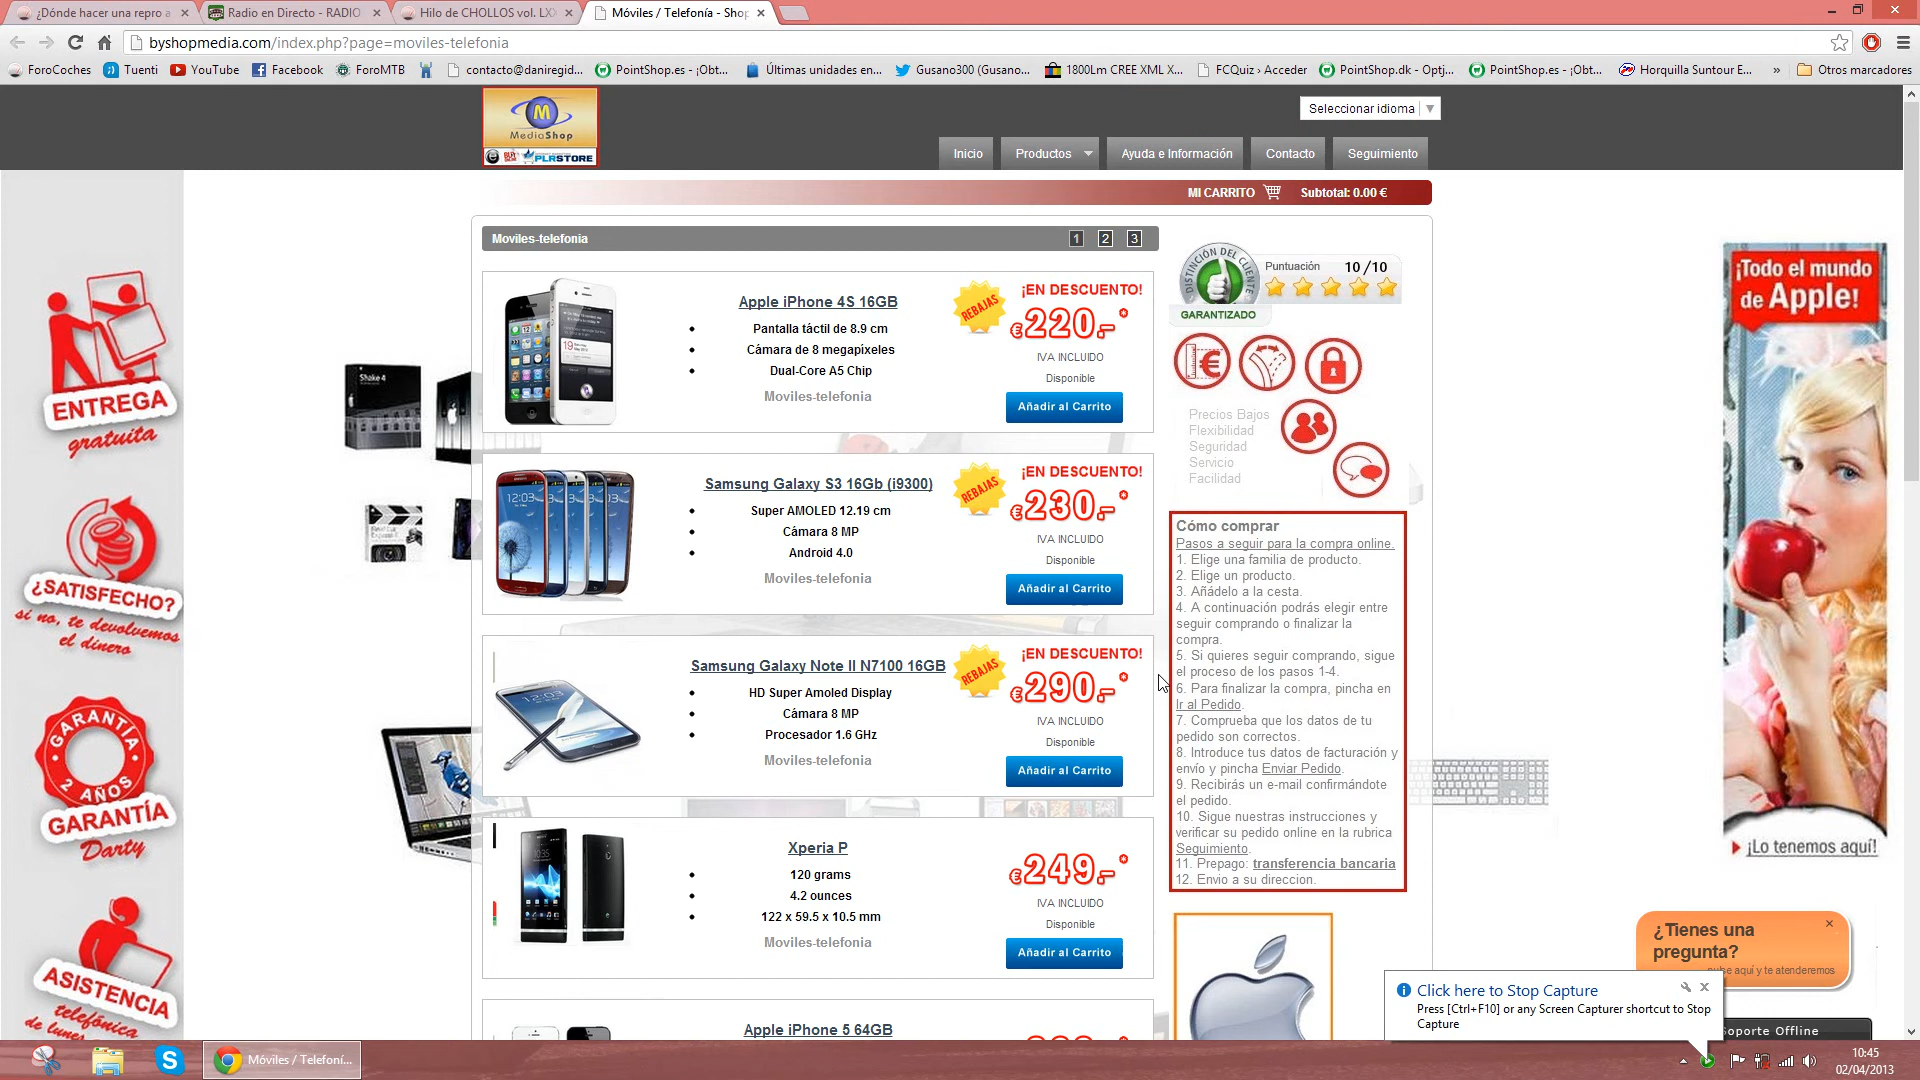 ¿Dónde hacer una repro a
Radio en Directo - RADIO
Hilo de CHOLLOS vol. LXX
Móviles / Telefonía - Shop
byshopmedia.com/index.php?page=moviles-telefonia
ForoCoches
Tuenti
YouTube
Facebook
ForoMTB
contacto@daniregid...
PointShop.es - ¡Obt...
Últimas unidades en...
Gusano300 (Gusano...
1800Lm CREE XML X...
FCQuiz › Acceder
PointShop.dk - Optj...
PointShop.es - ¡Obt...
Horquilla Suntour E...
»
Otros marcadores
M
MediaShop
PLRSTORE
Seleccionar idioma
Inicio
Productos
Ayuda e Información
Contacto
Seguimiento
MI CARRITO
Subtotal: 0.00 €
Moviles-telefonia
1 2 3
Apple iPhone 4S 16GB
Pantalla táctil de 8.9 cm
Cámara de 8 megapíxeles
Dual-Core A5 Chip
Moviles-telefonia
REBAJAS
¡EN DESCUENTO!
€220,-*
IVA INCLUIDO
Disponible
Añadir al Carrito
Samsung Galaxy S3 16Gb (i9300)
Super AMOLED 12.19 cm
Cámara 8 MP
Android 4.0
Moviles-telefonia
REBAJAS
¡EN DESCUENTO!
€230,-*
IVA INCLUIDO
Disponible
Añadir al Carrito
Samsung Galaxy Note II N7100 16GB
HD Super Amoled Display
Cámara 8 MP
Procesador 1.6 GHz
Moviles-telefonia
REBAJAS
¡EN DESCUENTO!
€290,-*
IVA INCLUIDO
Disponible
Añadir al Carrito
Xperia P
120 grams
4.2 ounces
122 x 59.5 x 10.5 mm
Moviles-telefonia
€249,-*
IVA INCLUIDO
Disponible
Añadir al Carrito
Apple iPhone 5 64GB
DISTINCIÓN DEL CLIENTE
GARANTIZADO
Puntuación 10 /10
Precios Bajos
Flexibilidad
Seguridad
Servicio
Facilidad
Cómo comprar
Pasos a seguir para la compra online.
1. Elige una familia de producto.
2. Elige un producto.
3. Añádelo a la cesta.
4. A continuación podrás elegir entre
seguir comprando o finalizar la
compra.
5. Si quieres seguir comprando, sigue
el proceso de los pasos 1-4.
6. Para finalizar la compra, pincha en
Ir al Pedido.
7. Comprueba que los datos de tu
pedido son correctos.
8. Introduce tus datos de facturación y
envío y pincha Enviar Pedido.
9. Recibirás un e-mail confirmándote
el pedido.
10. Sigue nuestras instrucciones y
verificar su pedido online en la rubrica
Seguimiento.
11. Prepago: transferencia bancaria
12. Envio a su direccion.
ENTREGA
gratuita
¿SATISFECHO?
si no, te devolvemos
el dinero
GARANTÍA
2 AÑOS
GARANTÍA
Darty
ASISTENCIA
telefónica
de lunes
Shake 4
¡Todo el mundo
de Apple!
¡Lo tenemos aquí!
¿Tienes una
pregunta?
pulse aquí y te atenderemos
Soporte Offline
Click here to Stop Capture
Press [Ctrl+F10] or any Screen Capturer shortcut to Stop
Capture
Móviles / Telefoní...
10:45
02/04/2013